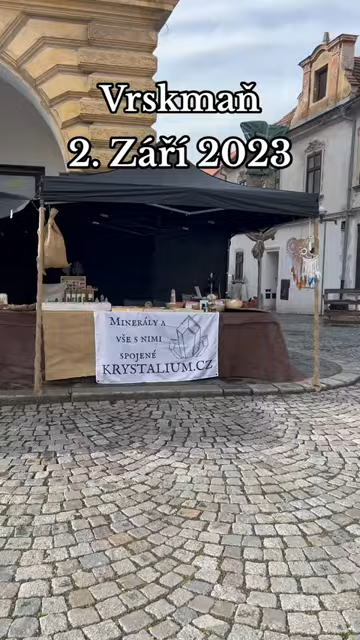 Vrskmaň
2. Září 2023
Minerály a
vše s nimi
spojené
KRYSTALIUM.CZ